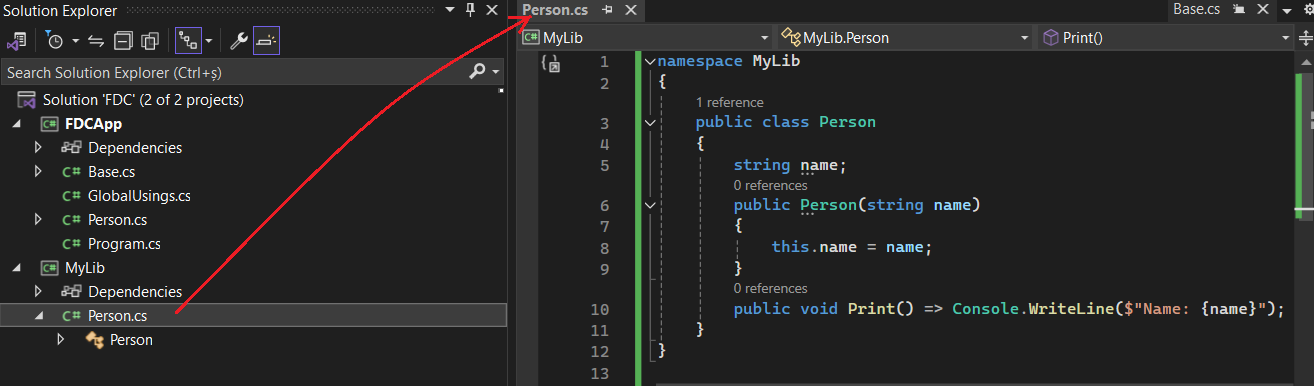 Solution Explorer
Search Solution Explorer (Ctrl+ș)
Solution 'FDC' (2 of 2 projects)
C# FDCApp
Dependencies
C# Base.cs
C# GlobalUsings.cs
C# Person.cs
C# Program.cs
C# MyLib
Dependencies
C# Person.cs
Person
Person.cs
Base.cs
C# MyLib
MyLib.Person
Print()
1 namespace MyLib
2 {
1 reference
3 public class Person
4 {
5 string name;
0 references
6 public Person(string name)
7 {
8 this.name = name;
9 }
0 references
10 public void Print() => Console.WriteLine($"Name: {name}");
11 }
12 }
13